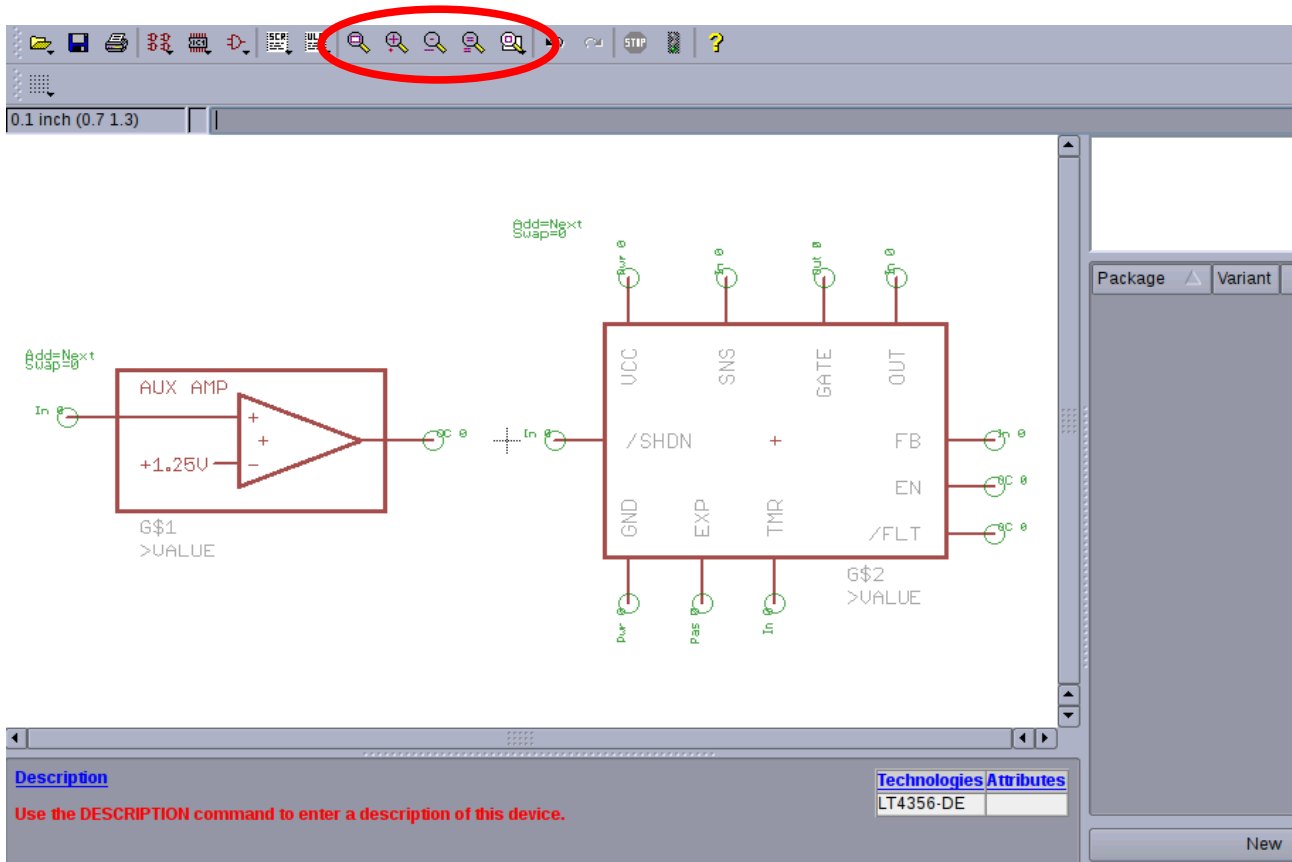 SCR
ULP
STOP
?
0.1 inch (0.7 1.3)
Package
Variant
Add=Next
Swap=0
Pwr 0
In 0
Out 0
In 0
VCC
SNS
GATE
OUT
Add=Next
Swap=0
AUX AMP
In 0
+
+
+1.25V
-
OC 0
In 0
/SHDN
+
FB
In 0
EN
OC 0
/FLT
OC 0
GND
EXP
TMR
G$1
>VALUE
G$2
>VALUE
Pwr 0
Pas 0
In 0
Description
Use the DESCRIPTION command to enter a description of this device.
Technologies
Attributes
LT4356-DE
New